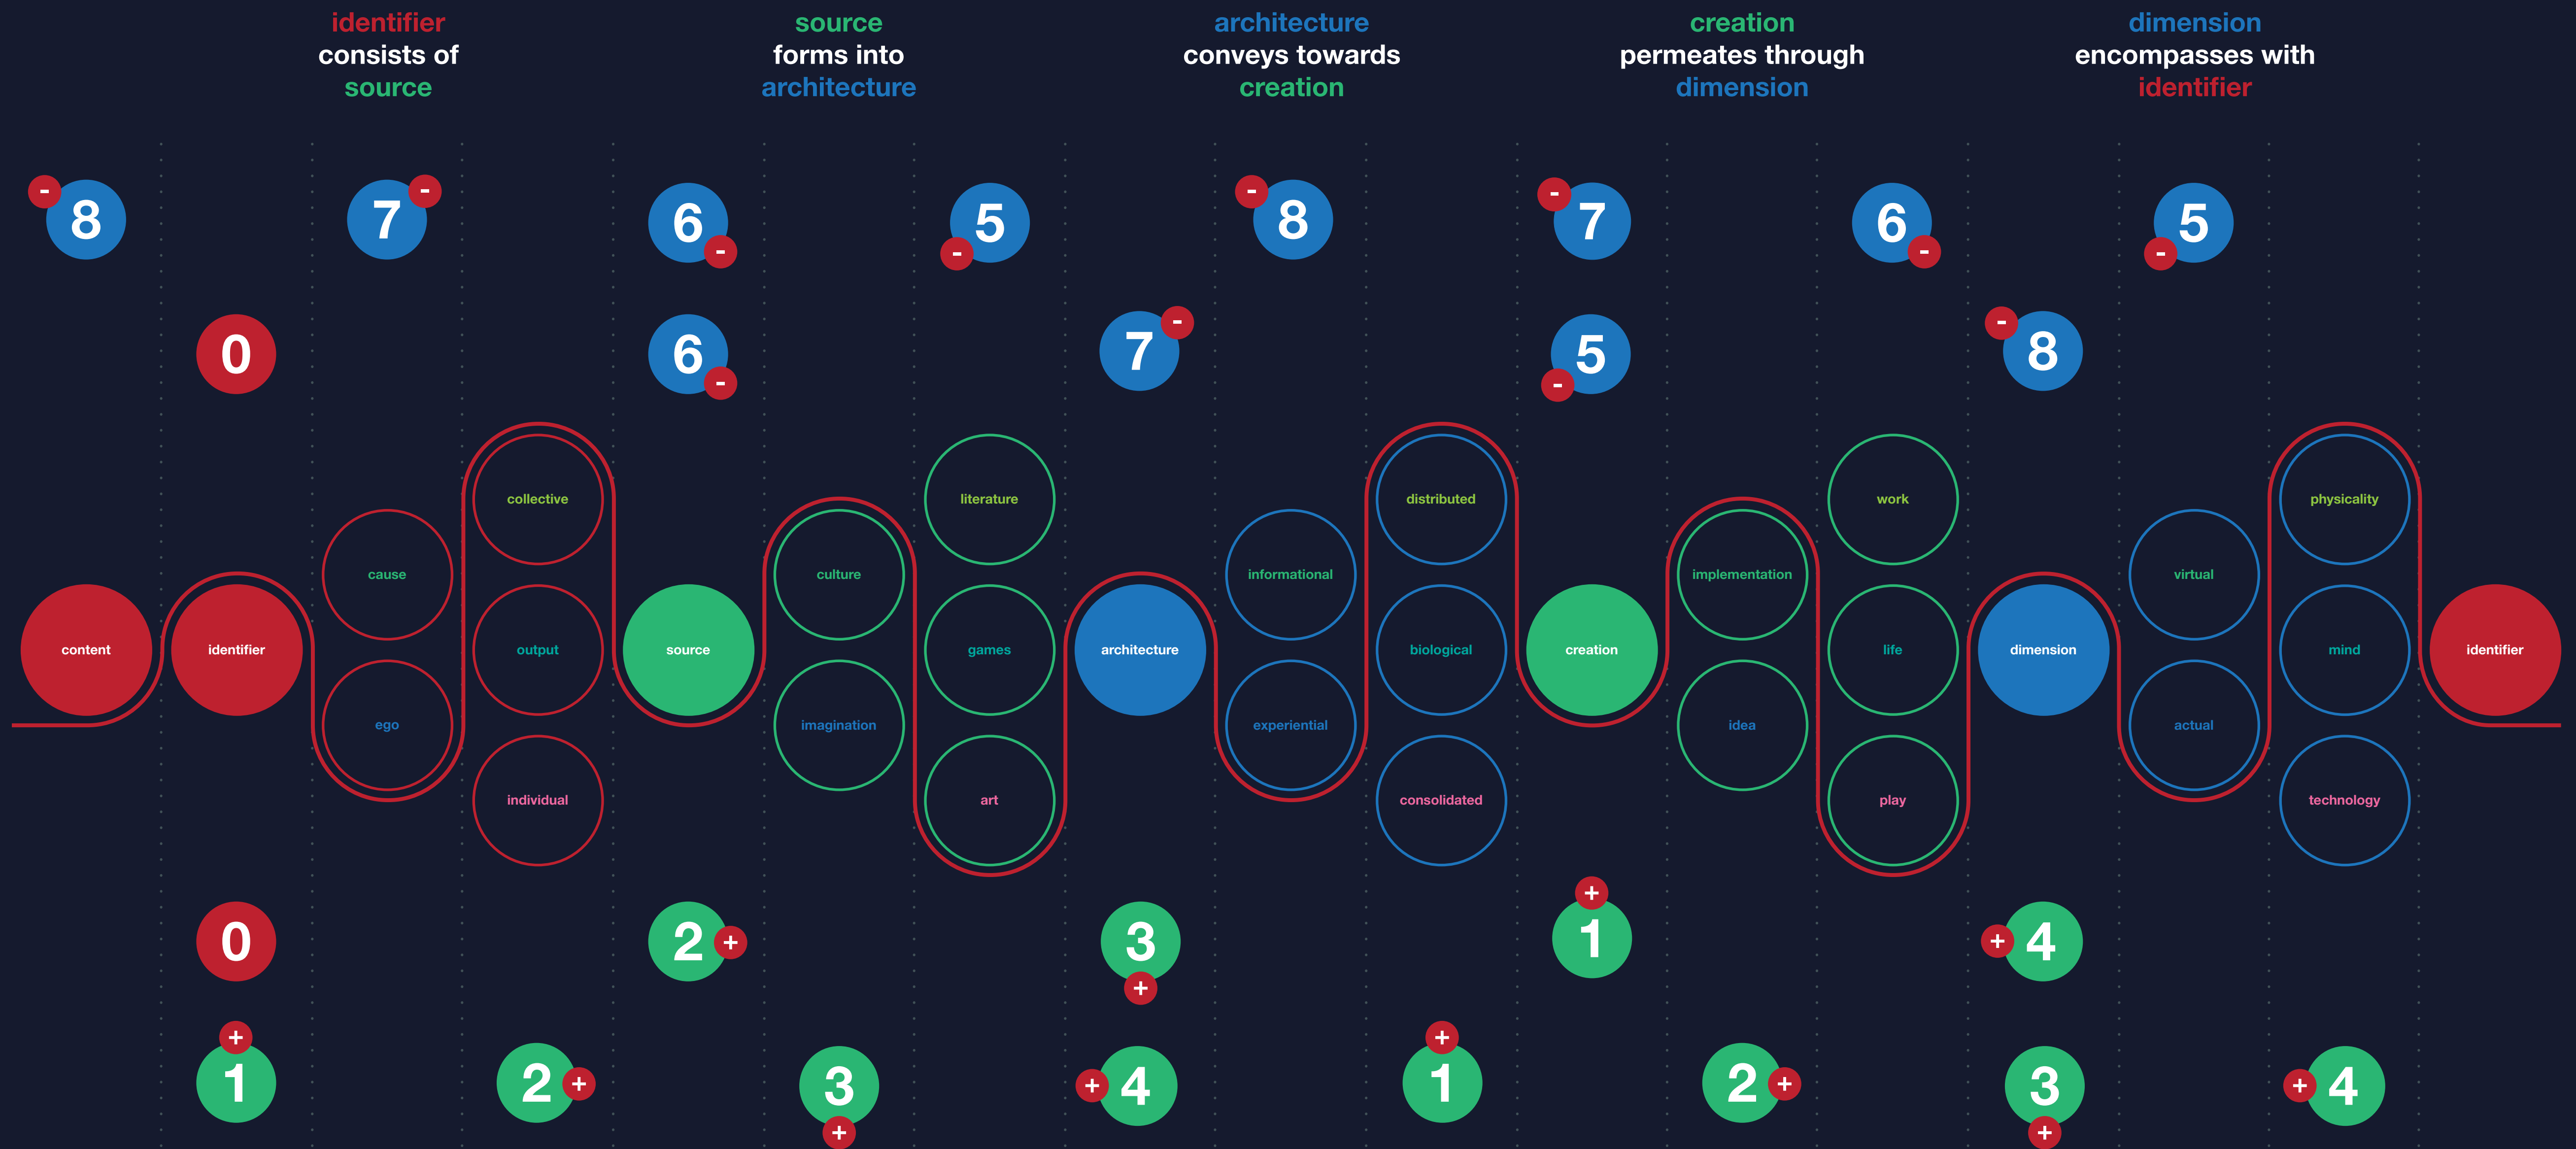 identifier
consists of
source
source
forms into
architecture
architecture
conveys towards
creation
creation
permeates through
dimension
dimension
encompasses with
identifier
- 8
7 -
6 -
5 -
- 8
- 7
6 -
5 -
0
6 -
7 -
5 -
- 8
content
identifier
cause
ego
collective
output
individual
source
culture
imagination
literature
games
art
architecture
informational
experiential
distributed
biological
consolidated
creation
implementation
idea
work
life
play
dimension
virtual
actual
physicality
mind
technology
identifier
0
2 +
3 +
1 +
+ 4
1 +
2 +
3 +
+ 4
1 +
2 +
3 +
+ 4